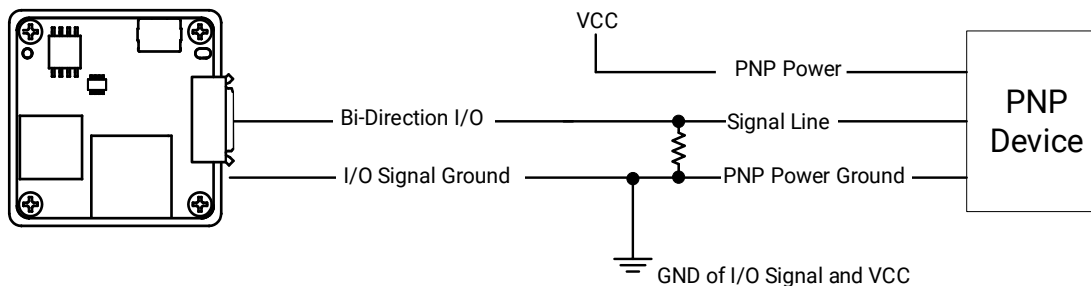 VCC
PNP Power
Bi-Direction I/O
Signal Line
PNP
Device
I/O Signal Ground
PNP Power Ground
GND of I/O Signal and VCC